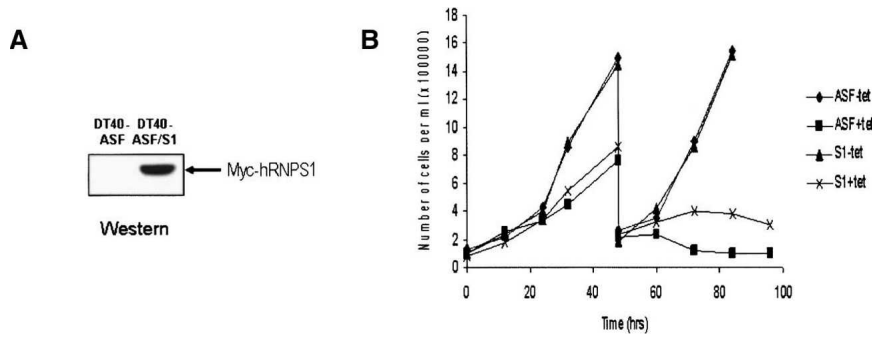 A
DT40- DT40-
ASF ASF/S1
Myc-hRNPS1
Western
B
Number of cells per ml (x100000)
18
16
14
12
10
8
6
4
2
0
0 20 40 60 80 100
Time (hrs)
ASF-tet
ASF+tet
S1-tet
S1+tet